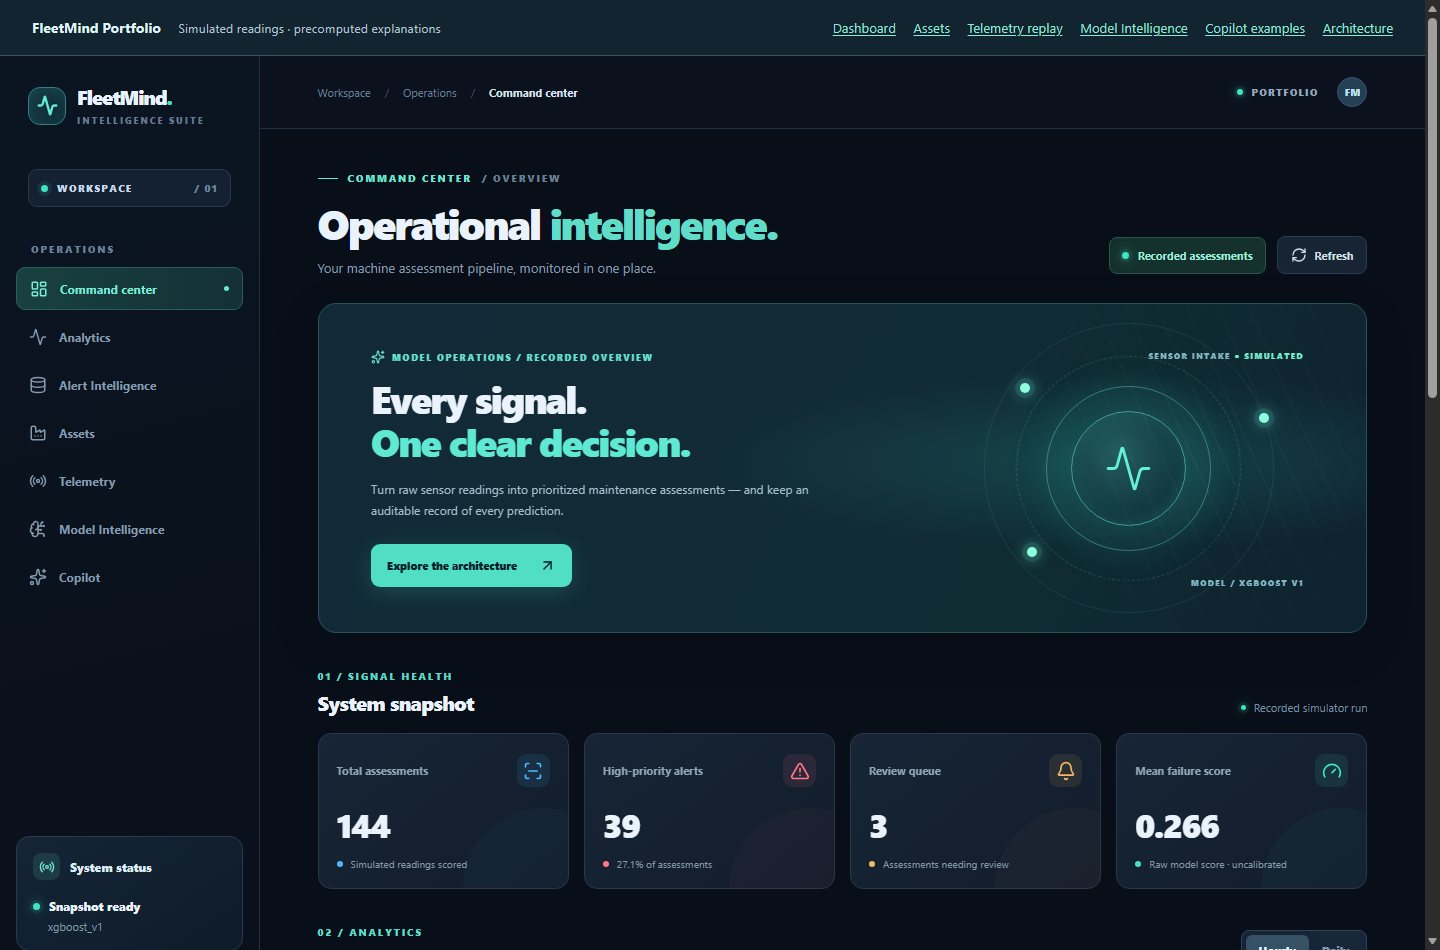 FleetMind Portfolio Simulated readings · precomputed explanations Dashboard Assets Telemetry replay Model Intelligence Copilot examples Architecture
FleetMind.
INTELLIGENCE SUITE
WORKSPACE / 01
OPERATIONS
Command center
Analytics
Alert Intelligence
Assets
Telemetry
Model Intelligence
Copilot
System status
Snapshot ready
xgboost_v1
Workspace / Operations / Command center
PORTFOLIO FM
COMMAND CENTER / OVERVIEW
Operational intelligence.
Your machine assessment pipeline, monitored in one place.
Recorded assessments Refresh
MODEL OPERATIONS / RECORDED OVERVIEW
Every signal.
One clear decision.
Turn raw sensor readings into prioritized maintenance assessments — and keep an
auditable record of every prediction.
Explore the architecture
SENSOR INTAKE • SIMULATED
MODEL / XGBOOST V1
01 / SIGNAL HEALTH
System snapshot
Recorded simulator run
Total assessments
144
Simulated readings scored
High-priority alerts
39
27.1% of assessments
Review queue
3
Assessments needing review
Mean failure score
0.266
Raw model score · uncalibrated
02 / ANALYTICS
Hourly Daily